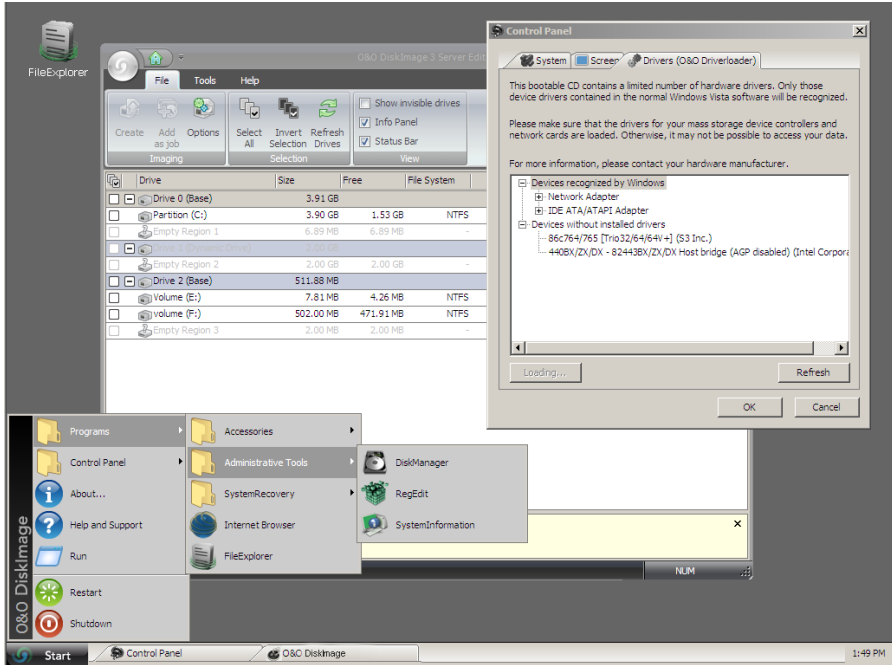 FileExplorer
O&O DiskImage 3 Server Edit
File Tools Help
Create Add as job Options
Imaging
Select All Invert Selection Refresh Drives
Selection
Show invisible drives
Info Panel
Status Bar
View
Drive Size Free File System
Drive 0 (Base) 3.91 GB
Partition (C:) 3.90 GB 1.53 GB NTFS
Empty Region 1 6.89 MB 6.89 MB -
Drive 1 (Dynamic Drive) 2.00 GB
Empty Region 2 2.00 GB 2.00 GB -
Drive 2 (Base) 511.88 MB
Volume (E:) 7.81 MB 4.26 MB NTFS
volume (F:) 502.00 MB 471.91 MB NTFS
Empty Region 3 2.00 MB 2.00 MB -
Control Panel
System Screen Drivers (O&O Driverloader)
This bootable CD contains a limited number of hardware drivers. Only those
device drivers contained in the normal Windows Vista software will be recognized.
Please make sure that the drivers for your mass storage device controllers and
network cards are loaded. Otherwise, it may not be possible to access your data.
For more information, please contact your hardware manufacturer.
Devices recognized by Windows
Network Adapter
IDE ATA/ATAPI Adapter
Devices without installed drivers
86c764/765 [Trio32/64/64V+] (S3 Inc.)
440BX/ZX/DX - 82443BX/ZX/DX Host bridge (AGP disabled) (Intel Corpora
Loading... Refresh
OK Cancel
O&O DiskImage
Programs
Control Panel
About...
Help and Support
Run
Restart
Shutdown
Accessories
Administrative Tools
SystemRecovery
Internet Browser
FileExplorer
DiskManager
RegEdit
SystemInformation
NUM
Start Control Panel O&O DiskImage 1:49 PM